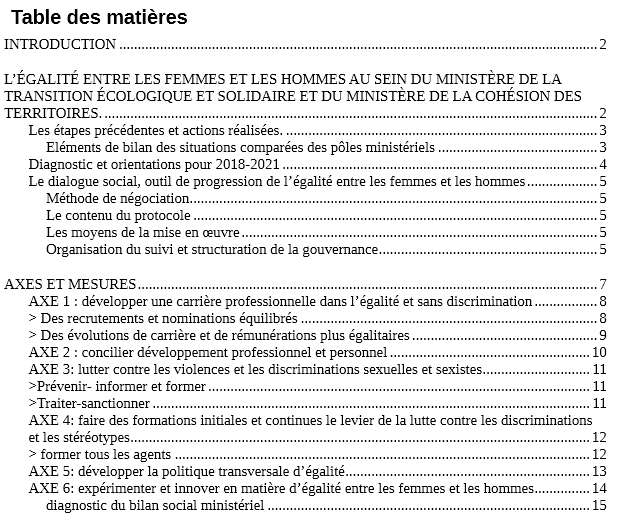 Table des matières
INTRODUCTION ........ 2
L’ÉGALITÉ ENTRE LES FEMMES ET LES HOMMES AU SEIN DU MINISTÈRE DE LA
TRANSITION ÉCOLOGIQUE ET SOLIDAIRE ET DU MINISTÈRE DE LA COHÉSION DES
TERRITOIRES. ........ 2
Les étapes précédentes et actions réalisées. ........ 3
Eléments de bilan des situations comparées des pôles ministériels ........ 3
Diagnostic et orientations pour 2018-2021 ........ 4
Le dialogue social, outil de progression de l’égalité entre les femmes et les hommes ........ 5
Méthode de négociation ........ 5
Le contenu du protocole ........ 5
Les moyens de la mise en œuvre ........ 5
Organisation du suivi et structuration de la gouvernance ........ 5
AXES ET MESURES ........ 7
AXE 1 : développer une carrière professionnelle dans l’égalité et sans discrimination ........ 8
> Des recrutements et nominations équilibrés ........ 8
> Des évolutions de carrière et de rémunérations plus égalitaires ........ 9
AXE 2 : concilier développement professionnel et personnel ........ 10
AXE 3: lutter contre les violences et les discriminations sexuelles et sexistes ........ 11
>Prévenir- informer et former ........ 11
>Traiter-sanctionner ........ 11
AXE 4: faire des formations initiales et continues le levier de la lutte contre les discriminations
et les stéréotypes ........ 12
> former tous les agents ........ 12
AXE 5: développer la politique transversale d’égalité ........ 13
AXE 6: expérimenter et innover en matière d’égalité entre les femmes et les hommes ........ 14
diagnostic du bilan social ministériel ........ 15